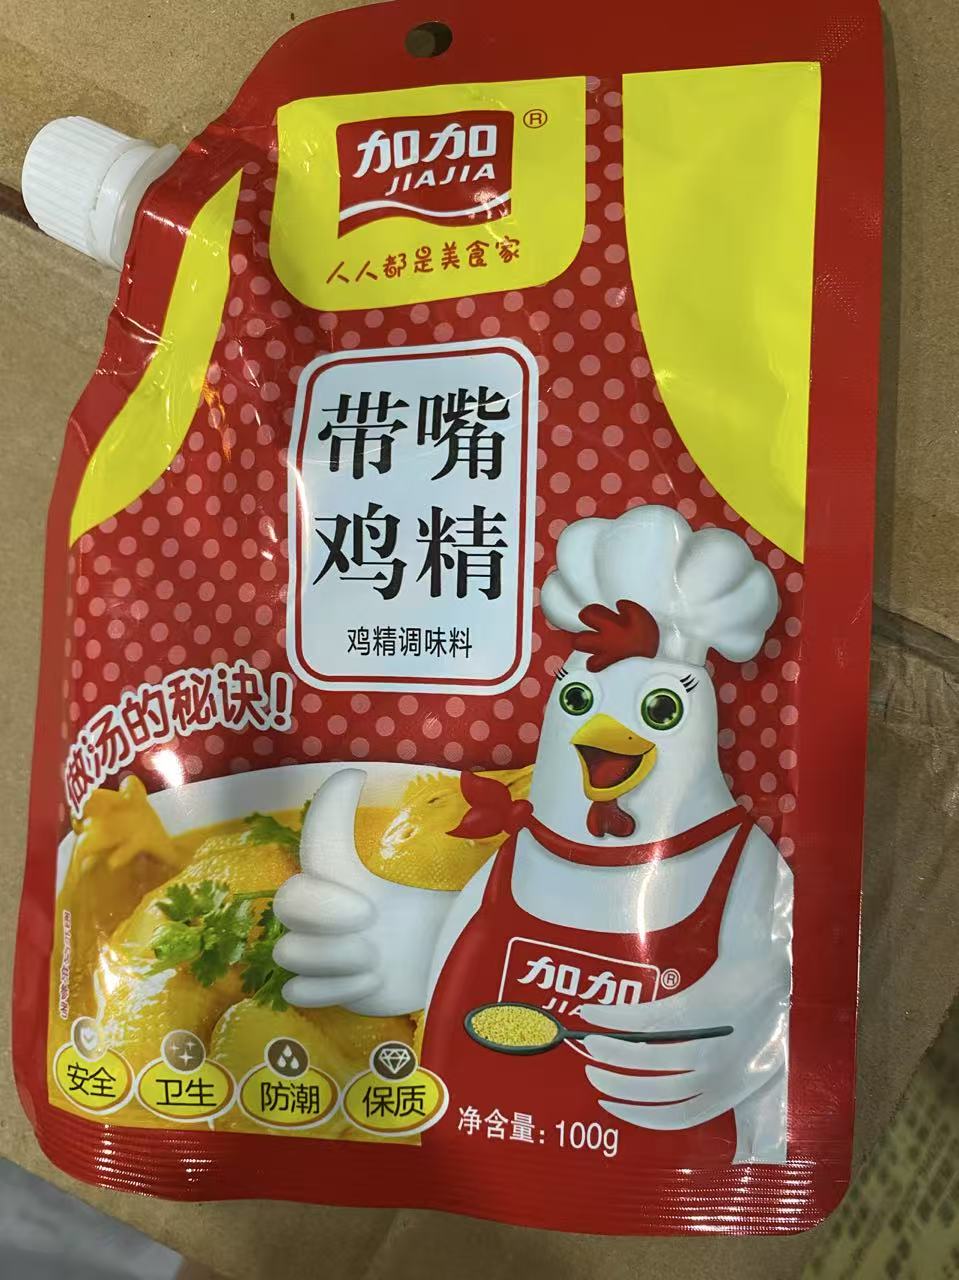 加加®
JIAJIA
人人都是美食家
带嘴
鸡精
鸡精调味料
做汤的秘诀!
加加®
JIA
安全
卫生
防潮
保质
净含量:100g